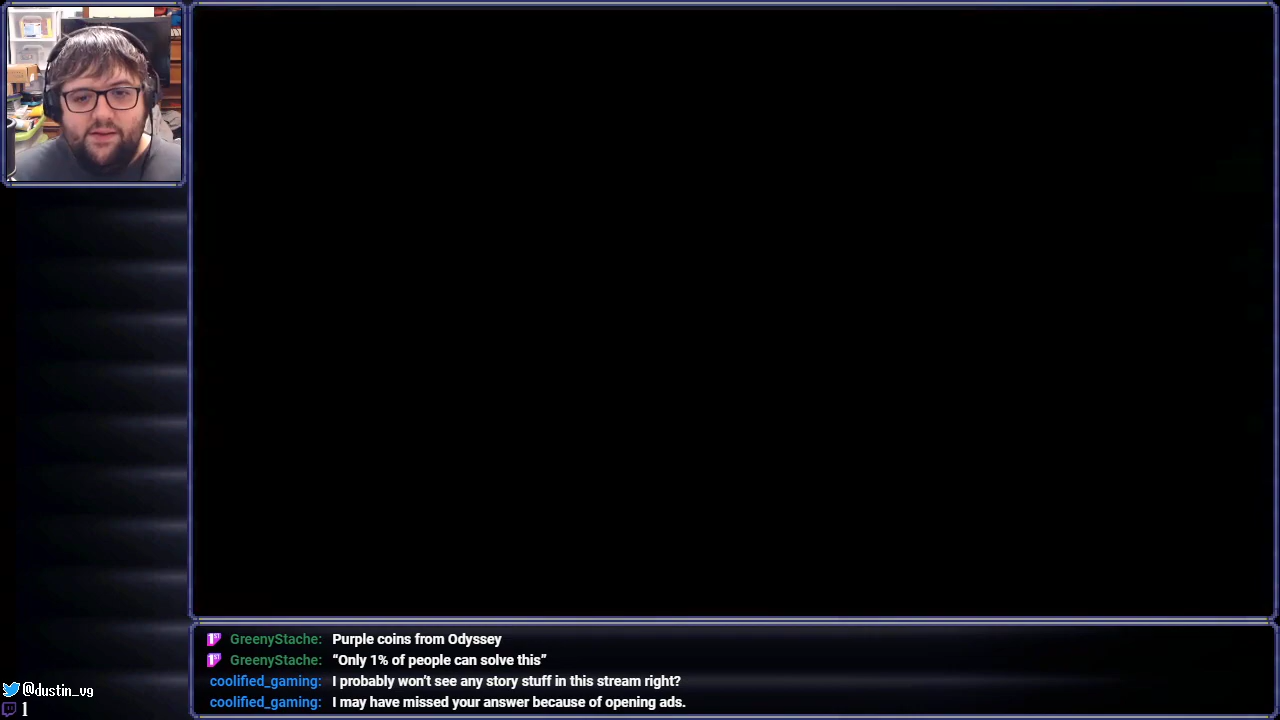 GreenyStache: Purple coins from Odyssey
GreenyStache: “Only 1% of people can solve this”
coolified_gaming: I probably won’t see any story stuff in this stream right?
coolified_gaming: I may have missed your answer because of opening ads.
@dustin_vg
1